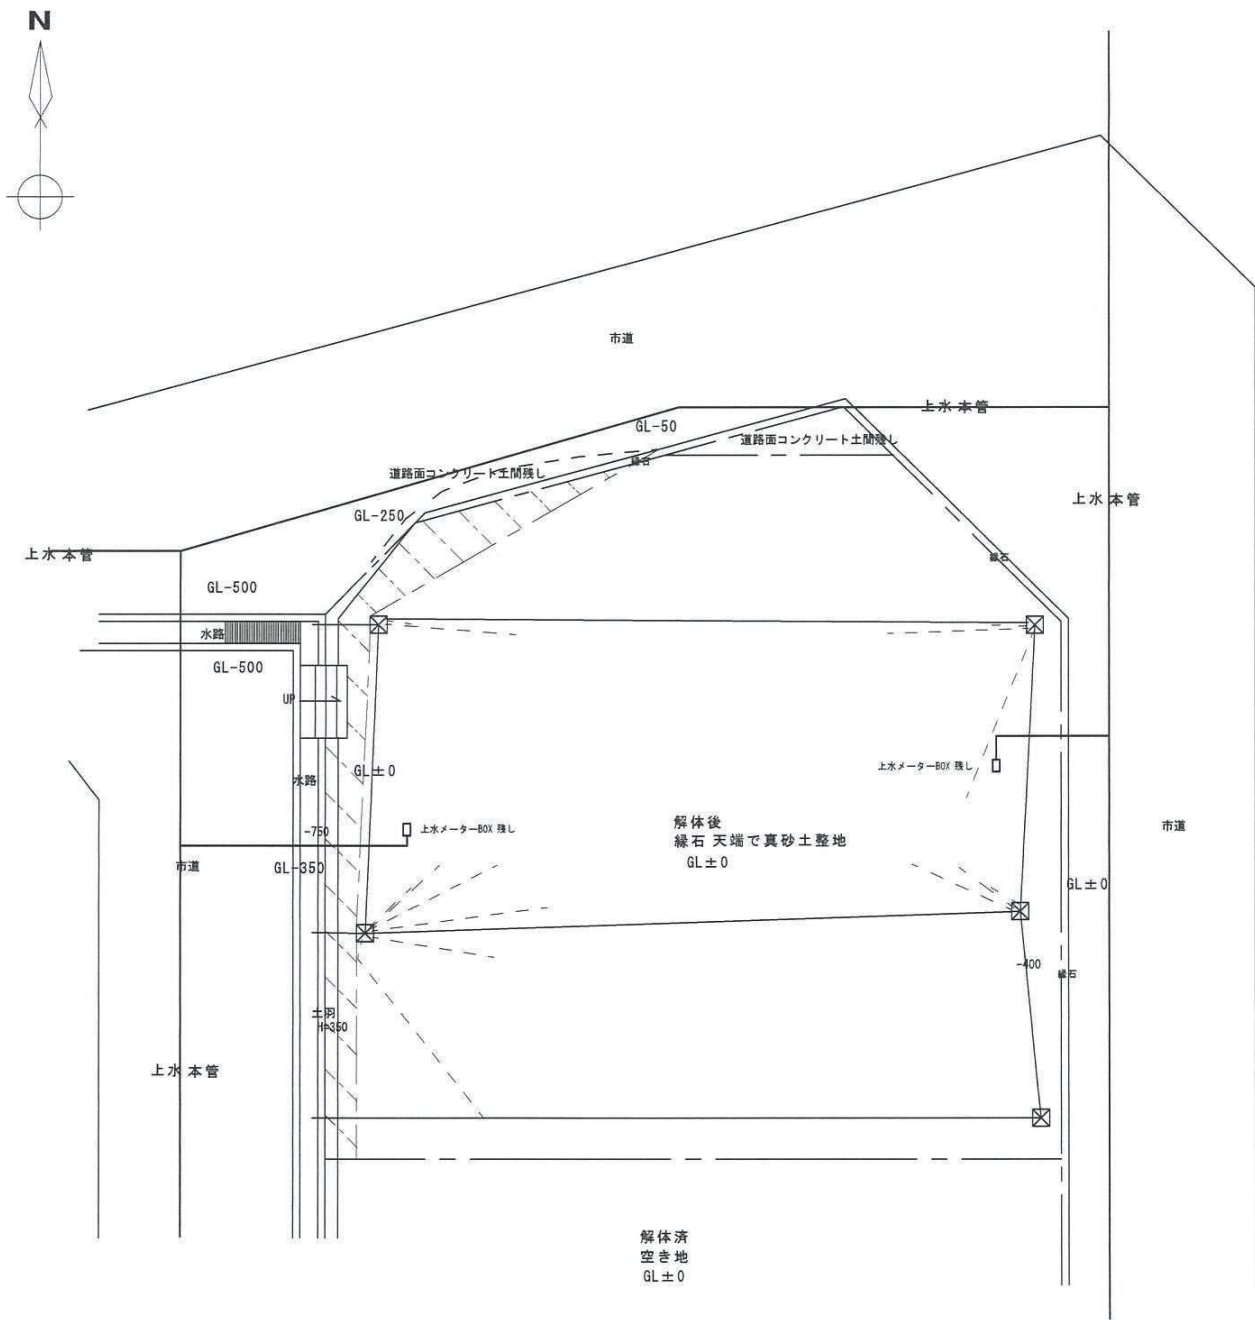 N
市道
上水本管
GL-50
道路面コンクリート土間残し
縁石
道路面コンクリート土間残し
上水本管
GL-250
上水本管
縁石
GL-500
水路
GL-500
UP
上水メーターBOX 残し
GL±0
水路
解体後
縁石 天端で真砂土整地
GL±0
上水メーターBOX 残し
-750
市道
市道
GL-350
GL±0
-400
縁石
土羽
H=350
上水本管
解体済
空き地
GL±0